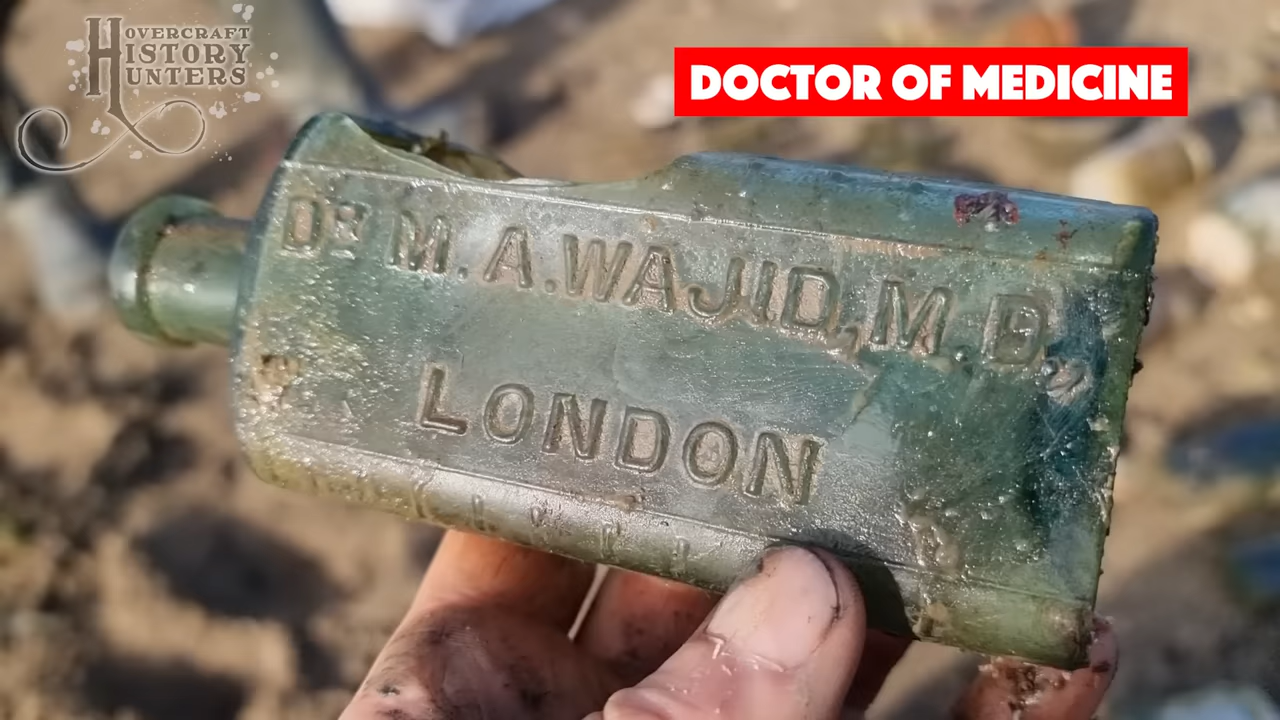 HOVERCRAFT
HISTORY
HUNTERS
DOCTOR OF MEDICINE
DR M. A. WAJID, M. D,
LONDON